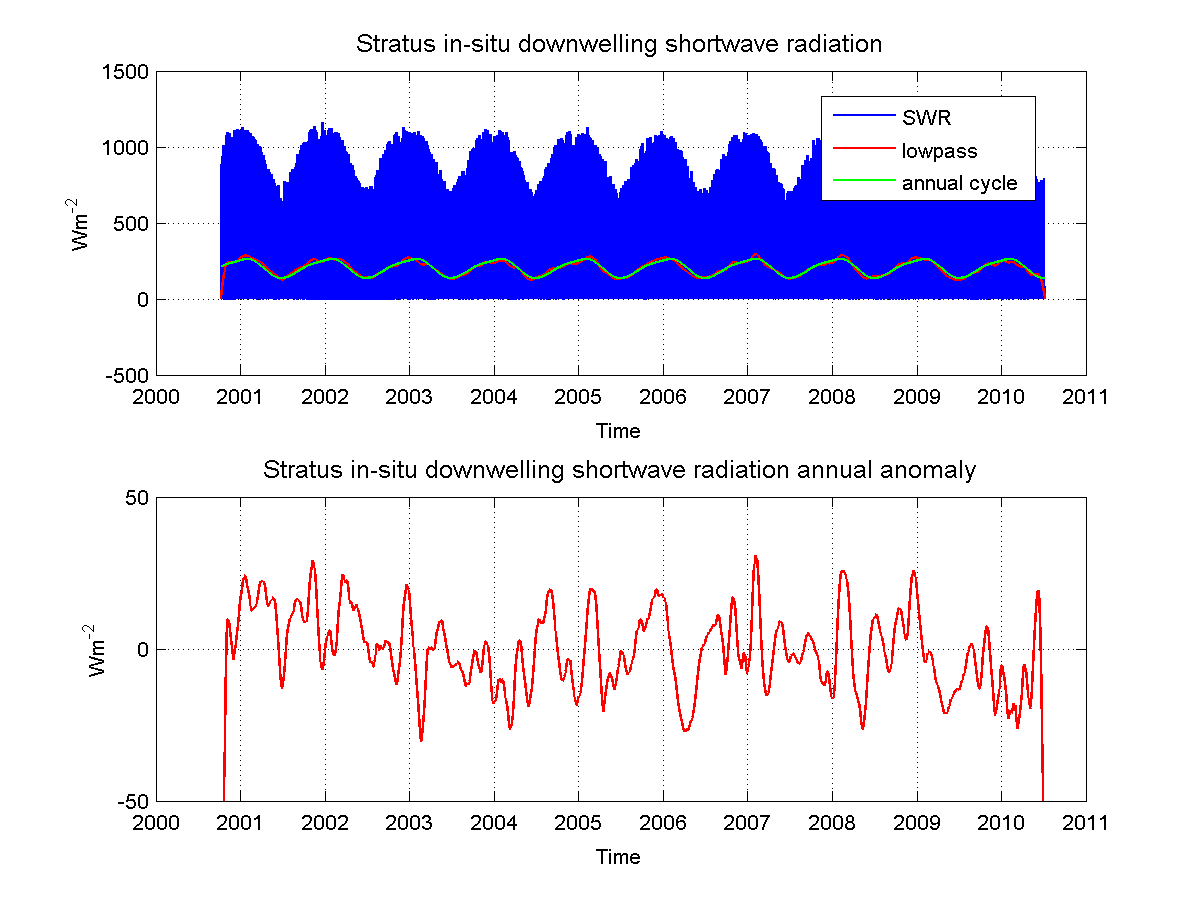 Stratus in-situ downwelling shortwave radiation
1500
1000
500
0
-500
Wm-2
SWR
lowpass
annual cycle
2000 2001 2002 2003 2004 2005 2006 2007 2008 2009 2010 2011
Time
Stratus in-situ downwelling shortwave radiation annual anomaly
50
0
-50
Wm-2
2000 2001 2002 2003 2004 2005 2006 2007 2008 2009 2010 2011
Time